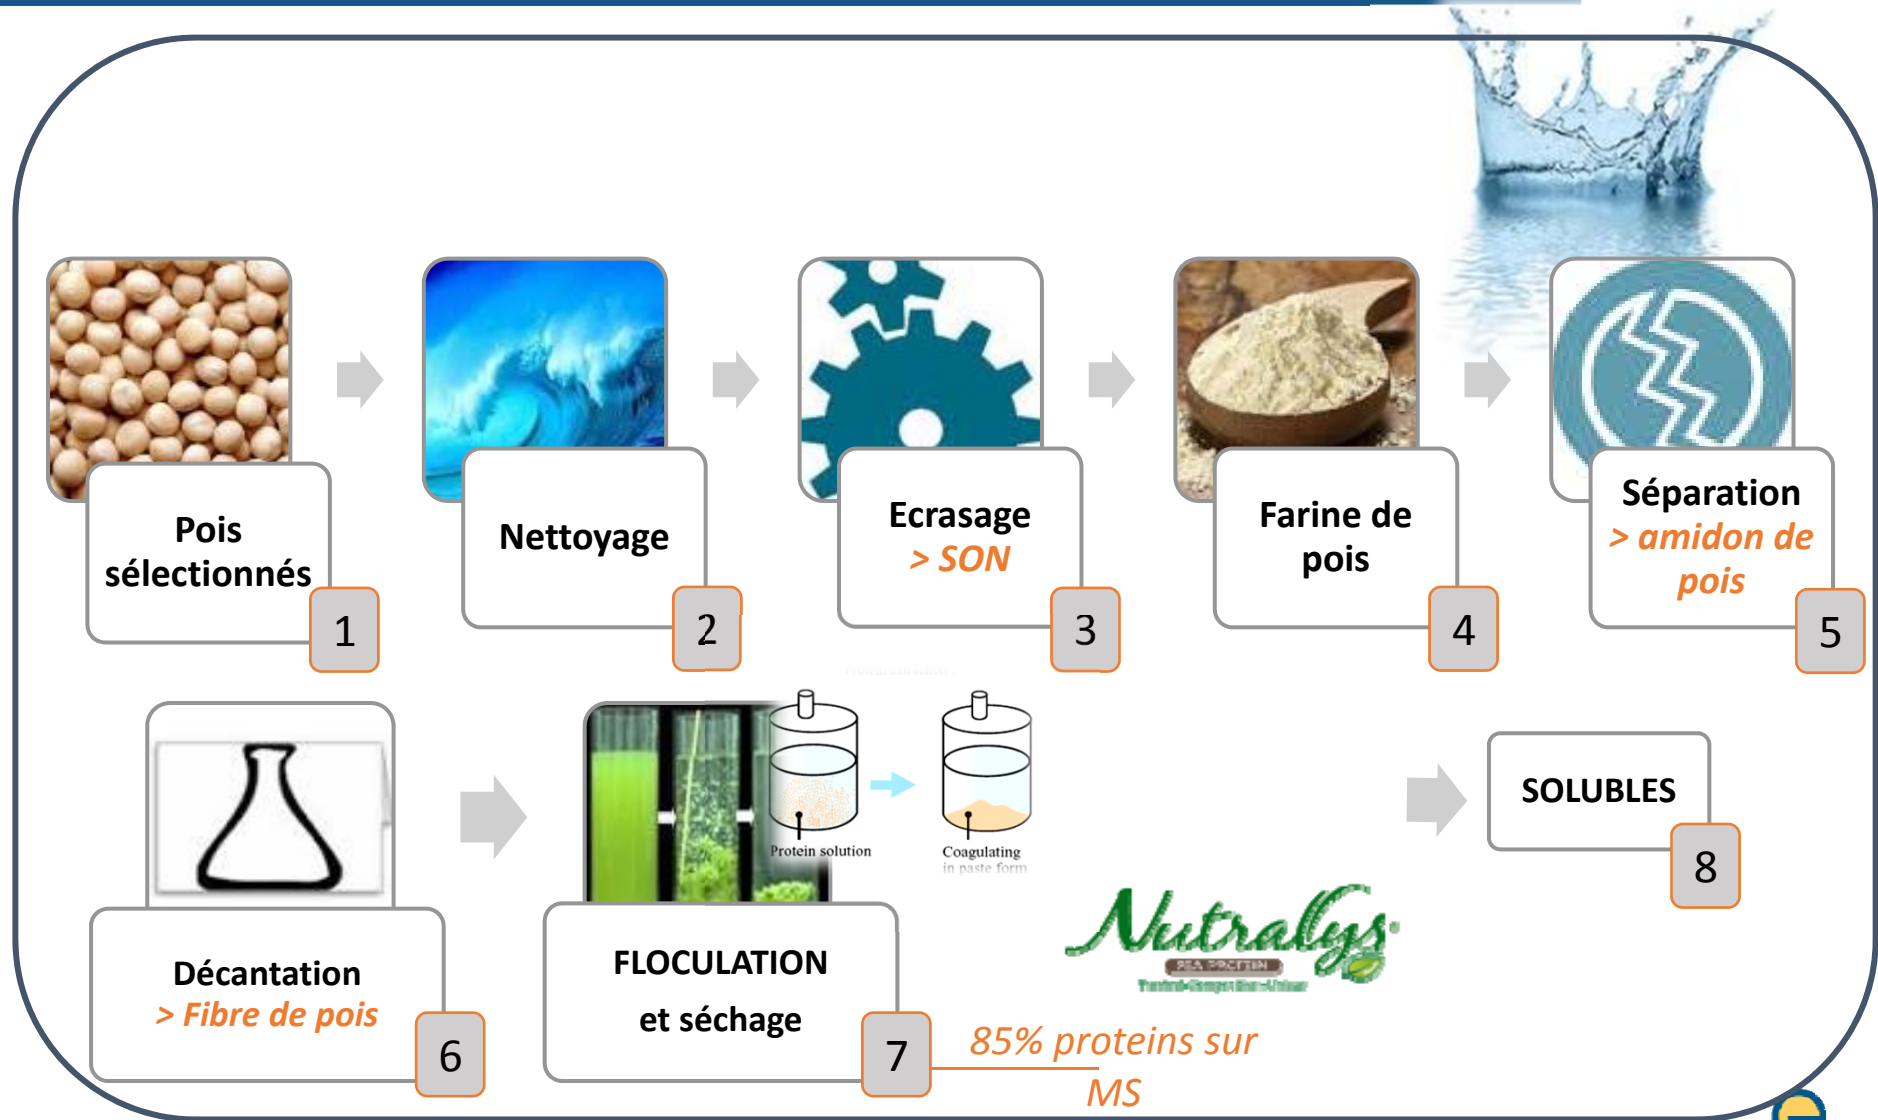 Pois
sélectionnés
1
Nettoyage
2
Ecrasage
> SON
3
Farine de
pois
4
Séparation
> amidon de
pois
5
Décantation
> Fibre de pois
6
Protein solution
Coagulating
in paste form
FLOCULATION
et séchage
7
Nutralys
PEA PROTEIN
85% proteins sur
MS
SOLUBLES
8